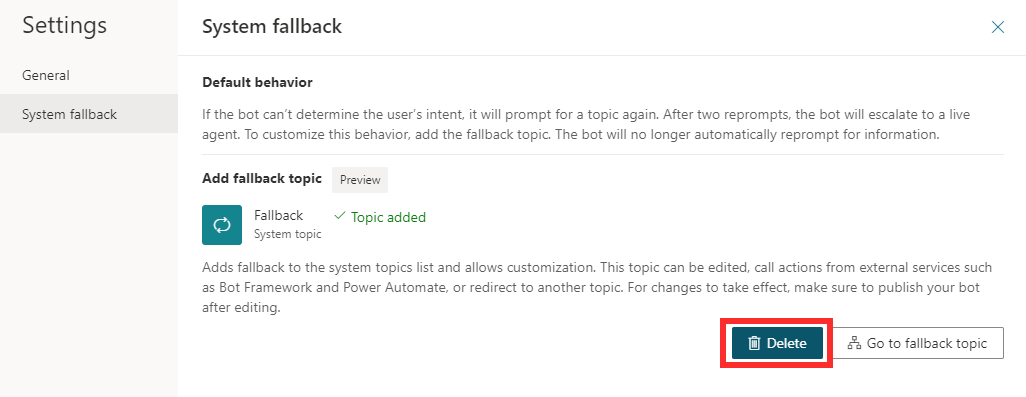 Settings
General
System fallback
System fallback
Default behavior
If the bot can’t determine the user’s intent, it will prompt for a topic again. After two reprompts, the bot will escalate to a live
agent. To customize this behavior, add the fallback topic. The bot will no longer automatically reprompt for information.
Add fallback topic Preview
Fallback
System topic
Topic added
Adds fallback to the system topics list and allows customization. This topic can be edited, call actions from external services such
as Bot Framework and Power Automate, or redirect to another topic. For changes to take effect, make sure to publish your bot
after editing.
Delete Go to fallback topic